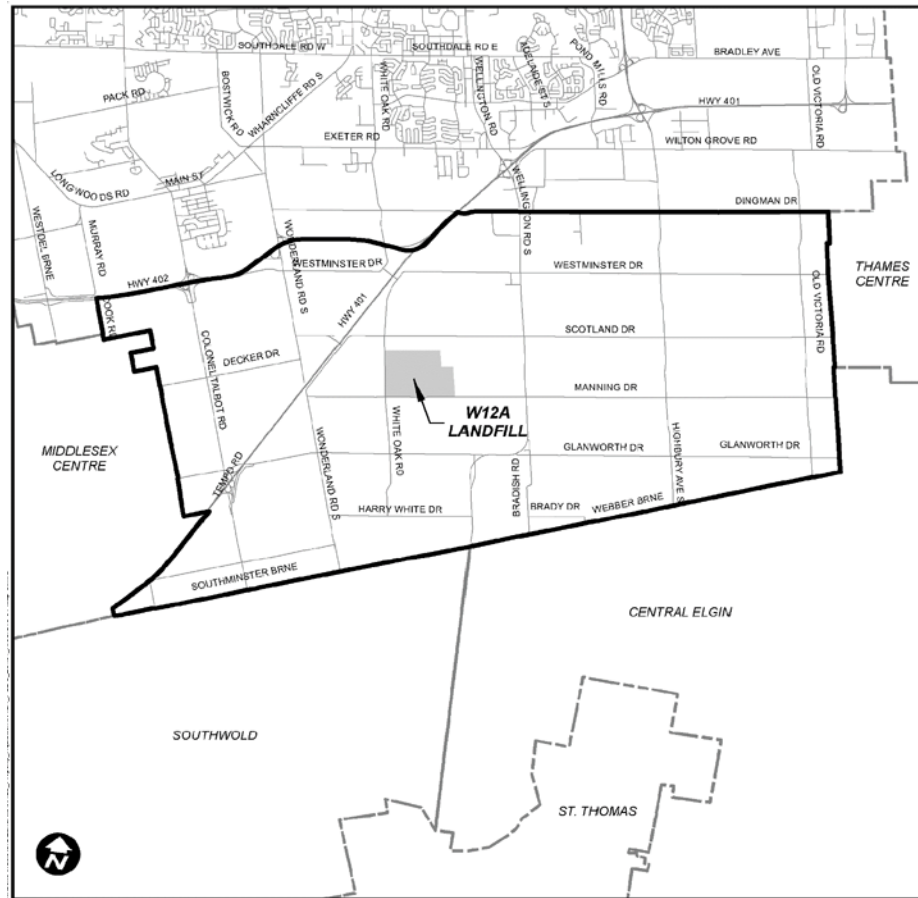 SOUTHDALE RD W
SOUTHDALE RD E
BRADLEY AVE
PACK RD
BOSTWICK RD
WHARNCLIFFE RD S
WHITE OAK RD
WELLINGTON RD
ADELAIDE ST S
POND MILLS RD
OLD VICTORIA RD
HWY 401
EXETER RD
WILTON GROVE RD
LONGWOODS RD
MAIN ST
WESTDEL BRNE
MURRAY RD
WONDERLAND RD S
WELLINGTON RD S
DINGMAN DR
HWY 402
WESTMINSTER DR
WESTMINSTER DR
OLD VICTORIA RD
THAMES
CENTRE
HWY 401
COLONEL TALBOT RD
SCOTLAND DR
DECKER DR
MANNING DR
W12A
LANDFILL
MIDDLESEX
CENTRE
WHITE OAK RD
WONDERLAND RD S
TEMPO RD
GLANWORTH DR
GLANWORTH DR
HIGHBURY AVE S
BRADISH RD
HARRY WHITE DR
BRADY DR
WEBBER BRNE
SOUTHMINSTER BRNE
CENTRAL ELGIN
SOUTHWOLD
ST. THOMAS
N